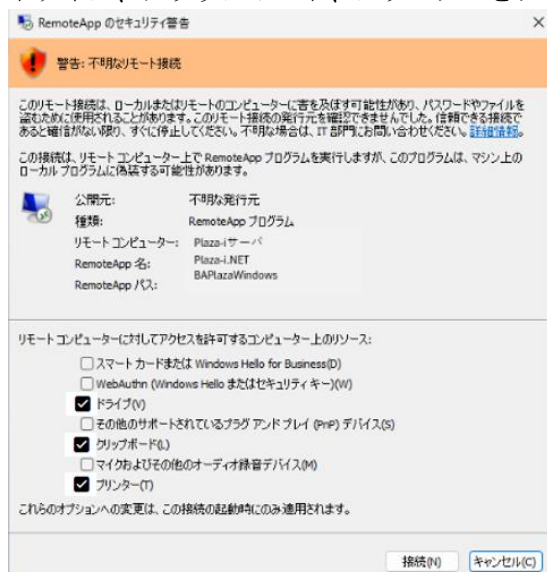 RemoteApp のセキュリティ警告
警告: 不明なリモート接続
このリモート接続は、ローカルまたはリモートのコンピューターに害を及ぼす可能性があり、パスワードやファイルを
盗むために使用されることがあります。このリモート接続の発行元を確認できませんでした。信頼できる接続で
あると確信がない限り、すぐに停止してください。不明な場合は、IT 部門にお問い合わせください。詳細情報。
この接続は、リモート コンピューター上で RemoteApp プログラムを実行しますが、このプログラムは、マシン上の
ローカル プログラムに偽装する可能性があります。
公開元: 不明な発行元
種類: RemoteApp プログラム
リモート コンピューター: Plaza-iサーバ
RemoteApp 名: Plaza-i.NET
RemoteApp パス: BAPlazaWindows
リモート コンピューターに対してアクセスを許可するコンピューター上のリソース:
スマート カードまたは Windows Hello for Business(D)
WebAuthn (Windows Hello またはセキュリティ キー)(W)
ドライブ(V)
その他のサポートされているプラグ アンド プレイ (PnP) デバイス(S)
クリップボード(L)
マイクおよびその他のオーディオ録音デバイス(M)
プリンター(T)
これらのオプションへの変更は、この接続の起動時にのみ適用されます。
接続(N) キャンセル(C)